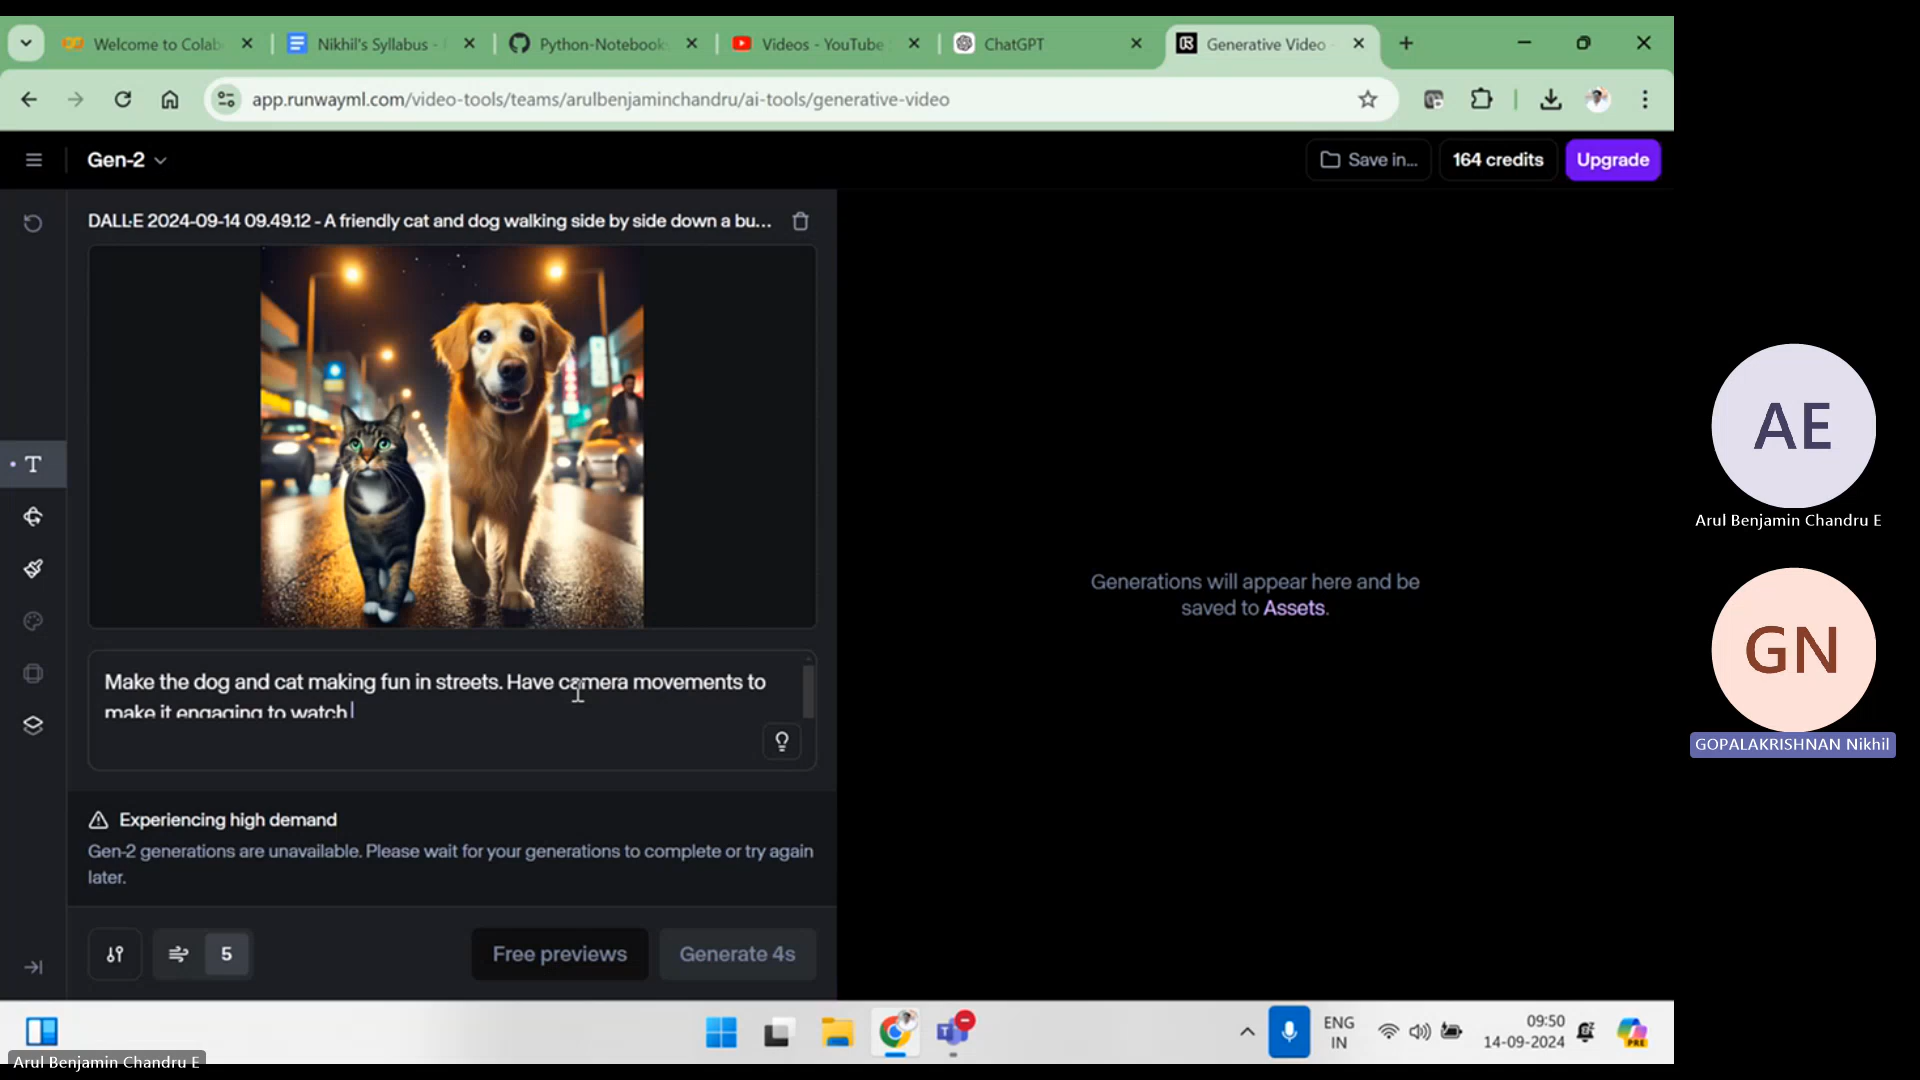 Welcome to Colab
Nikhil's Syllabus -
Python-Notebook
Videos - YouTube
ChatGPT
Generative Video -
app.runwayml.com/video-tools/teams/arulbenjaminchandru/ai-tools/generative-video
Gen-2
Save in...
164 credits
Upgrade
DALL·E 2024-09-14 09.49.12 - A friendly cat and dog walking side by side down a bu...
T
Make the dog and cat making fun in streets. Have camera movements to
make it engaging to watch
Experiencing high demand
Gen-2 generations are unavailable. Please wait for your generations to complete or try again
later.
5
Free previews
Generate 4s
Generations will appear here and be
saved to Assets.
AE
Arul Benjamin Chandru E
GN
GOPALAKRISHNAN Nikhil
ENG
IN
09:50
14-09-2024
PRE
Arul Benjamin Chandru E